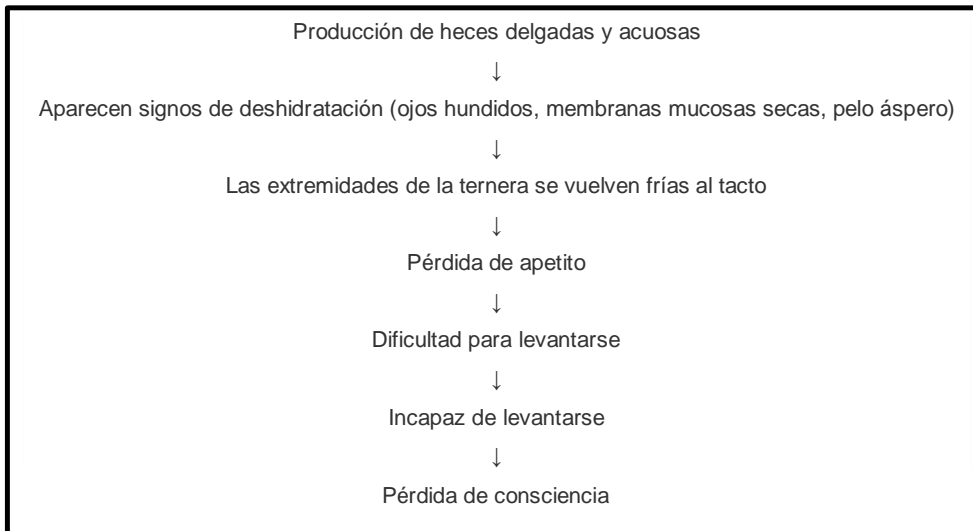 Producción de heces delgadas y acuosas
↓
Aparecen signos de deshidratación (ojos hundidos, membranas mucosas secas, pelo áspero)
↓
Las extremidades de la ternera se vuelven frías al tacto
↓
Pérdida de apetito
↓
Dificultad para levantarse
↓
Incapaz de levantarse
↓
Pérdida de consciencia